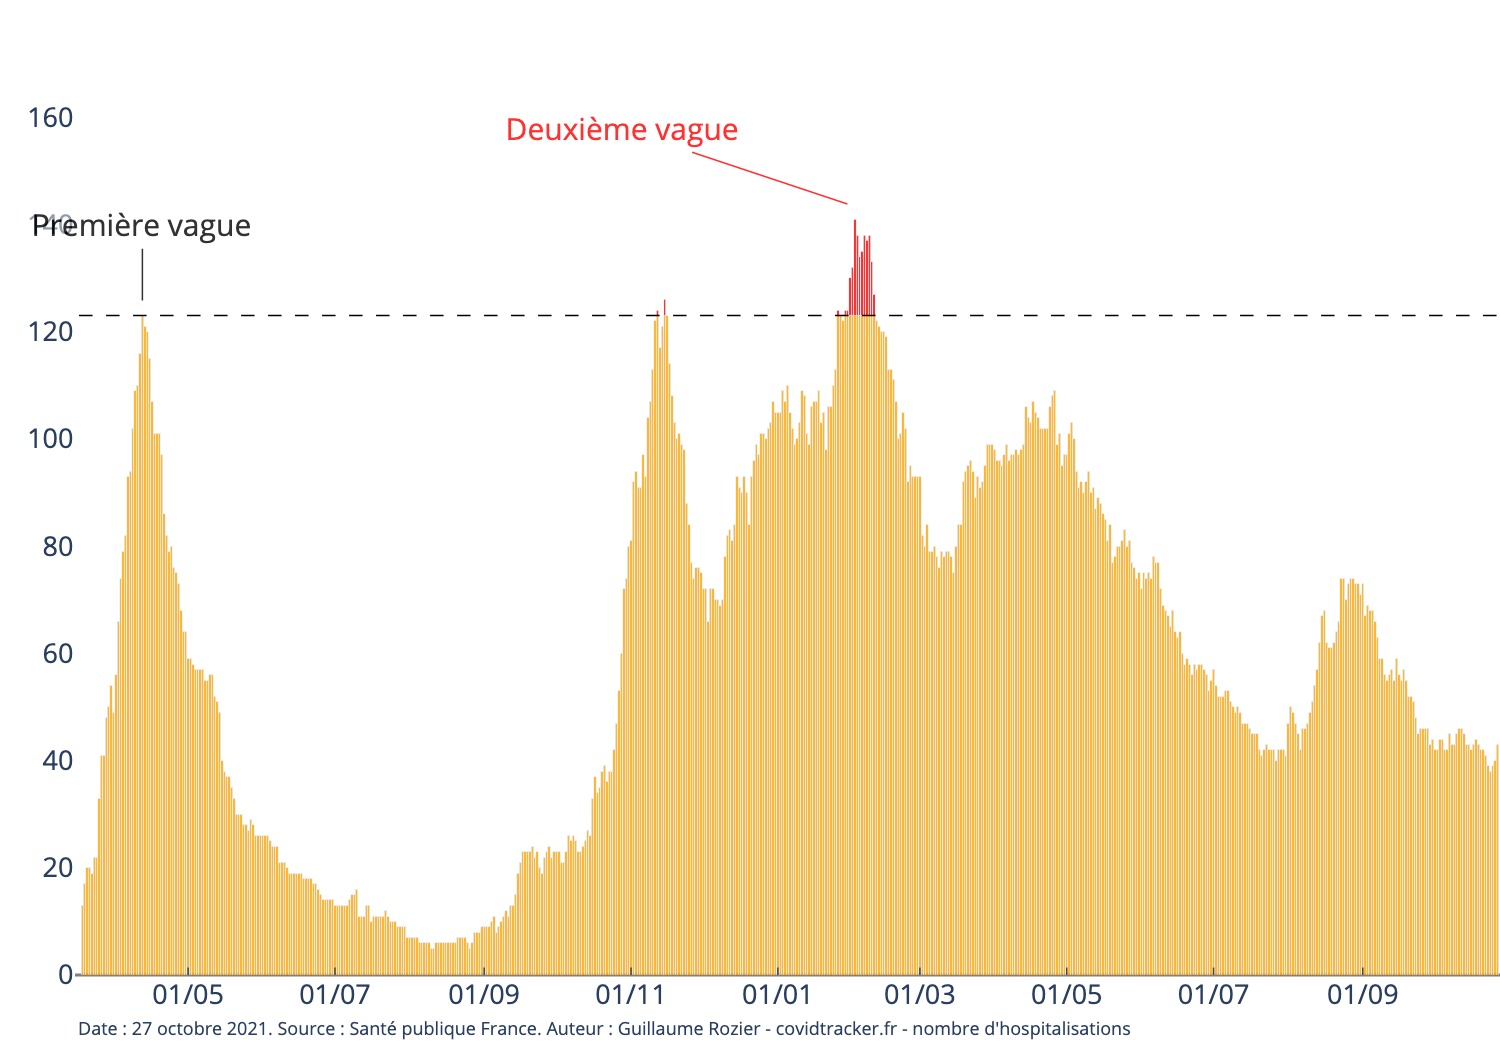 160
Deuxième vague
140
Première vague
120
100
80
60
40
20
0
01/05 01/07 01/09 01/11 01/01 01/03 01/05 01/07 01/09
Date : 27 octobre 2021. Source : Santé publique France. Auteur : Guillaume Rozier - covidtracker.fr - nombre d'hospitalisations